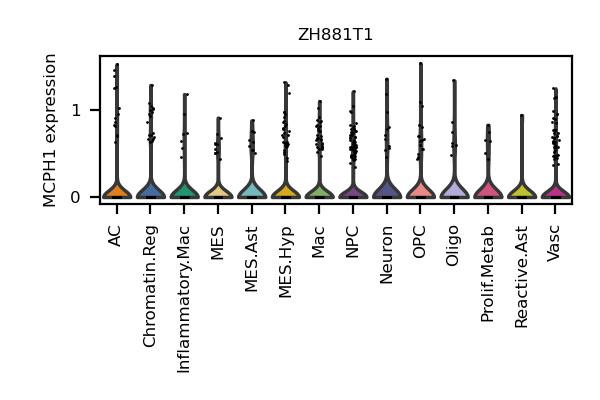 ZH881T1
MCPH1 expression
1
0
AC
Chromatin.Reg
Inflammatory.Mac
MES
MES.Ast
MES.Hyp
Mac
NPC
Neuron
OPC
Oligo
Prolif.Metab
Reactive.Ast
Vasc